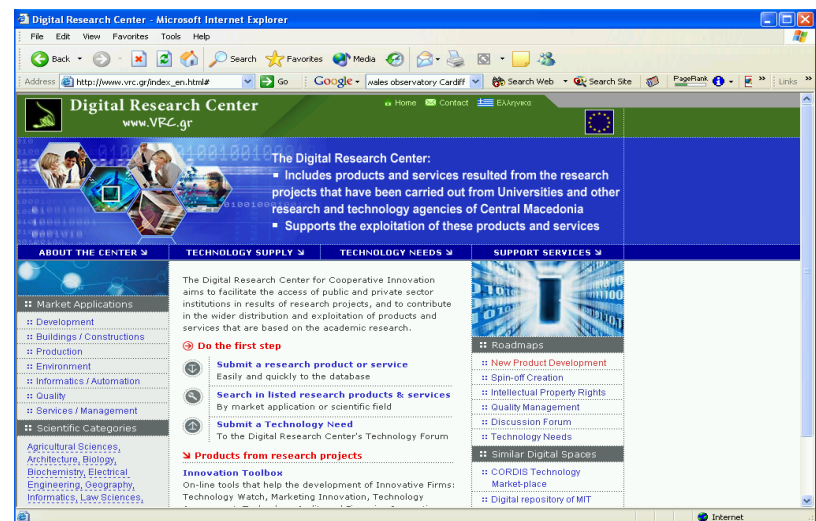 Digital Research Center - Microsoft Internet Explorer
File Edit View Favorites Tools Help
Back Search Favorites Media
Address http://www.vrc.gr/index_en.html# Go Google wales observatory Cardiff Search Web Search Site PageRank Links
Digital Research Center
www.VRC.gr
Home Contact Ελληνικα
The Digital Research Center:
Includes products and services resulted from the research
projects that have been carried out from Universities and other
research and technology agencies of Central Macedonia
Supports the exploitation of these products and services
ABOUT THE CENTER TECHNOLOGY SUPPLY TECHNOLOGY NEEDS SUPPORT SERVICES
:: Market Applications
:: Development
:: Buildings / Constructions
:: Production
:: Environment
:: Informatics / Automation
:: Quality
:: Services / Management
:: Scientific Categories
Agricultural Sciences,
Architecture, Biology,
Biochemistry, Electrical
Engineering, Geography,
Informatics, Law Sciences,
The Digital Research Center for Cooperative Innovation
aims to facilitate the access of public and private sector
institutions in results of research projects, and to contribute
in the wider distribution and exploitation of products and
services that are based on the academic research.
Do the first step
Submit a research product or service
Easily and quickly to the database
Search in listed research products & services
By market application or scientific field
Submit a Technology Need
To the Digital Research Center's Technology Forum
Products from research projects
Innovation Toolbox
On-line tools that help the development of Innovative Firms:
Technology Watch, Marketing Innovation, Technology
:: Roadmaps
:: New Product Development
:: Spin-off Creation
:: Intellectual Property Rights
:: Quality Management
:: Discussion Forum
:: Technology Needs
:: Similar Digital Spaces
:: CORDIS Technology
Market-place
:: Digital repository of MIT
Internet